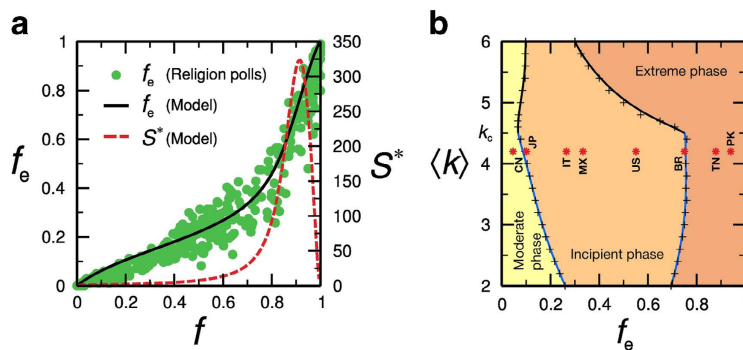 a
b
1
0.8
0.6
0.4
0.2
0
350
300
250
200
150
100
50
0
fₑ (Religion polls)
fₑ (Model)
S* (Model)
fₑ
S*
0 0.2 0.4 0.6 0.8 1
f
6
5
k_c
4
3
2
⟨k⟩
Extreme phase
CN
JP
IT
MX
US
BR
TN
PK
Moderate
phase
Incipient phase
0 0.4 0.6 0.8
fₑ